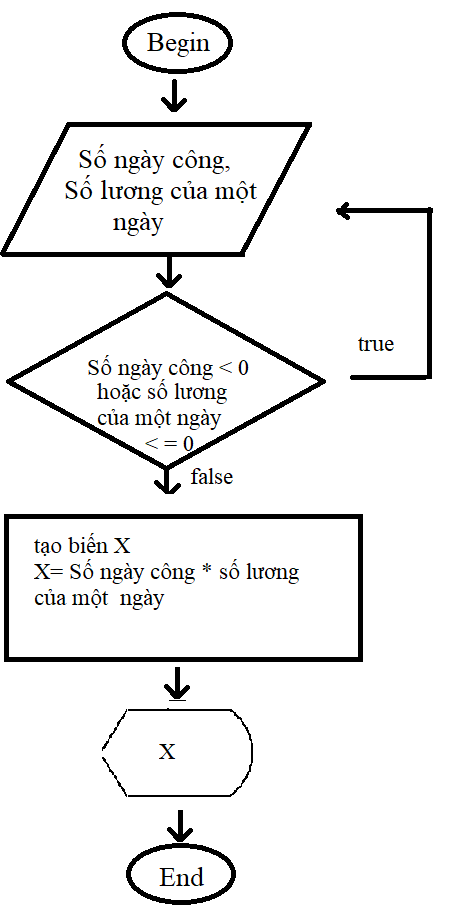 Begin
Số ngày công,
Số lương của một
ngày
true
Số ngày công < 0
hoặc số lương
của một ngày
< = 0
false
tạo biến X
X= Số ngày công * số lương
của một  ngày
X
End